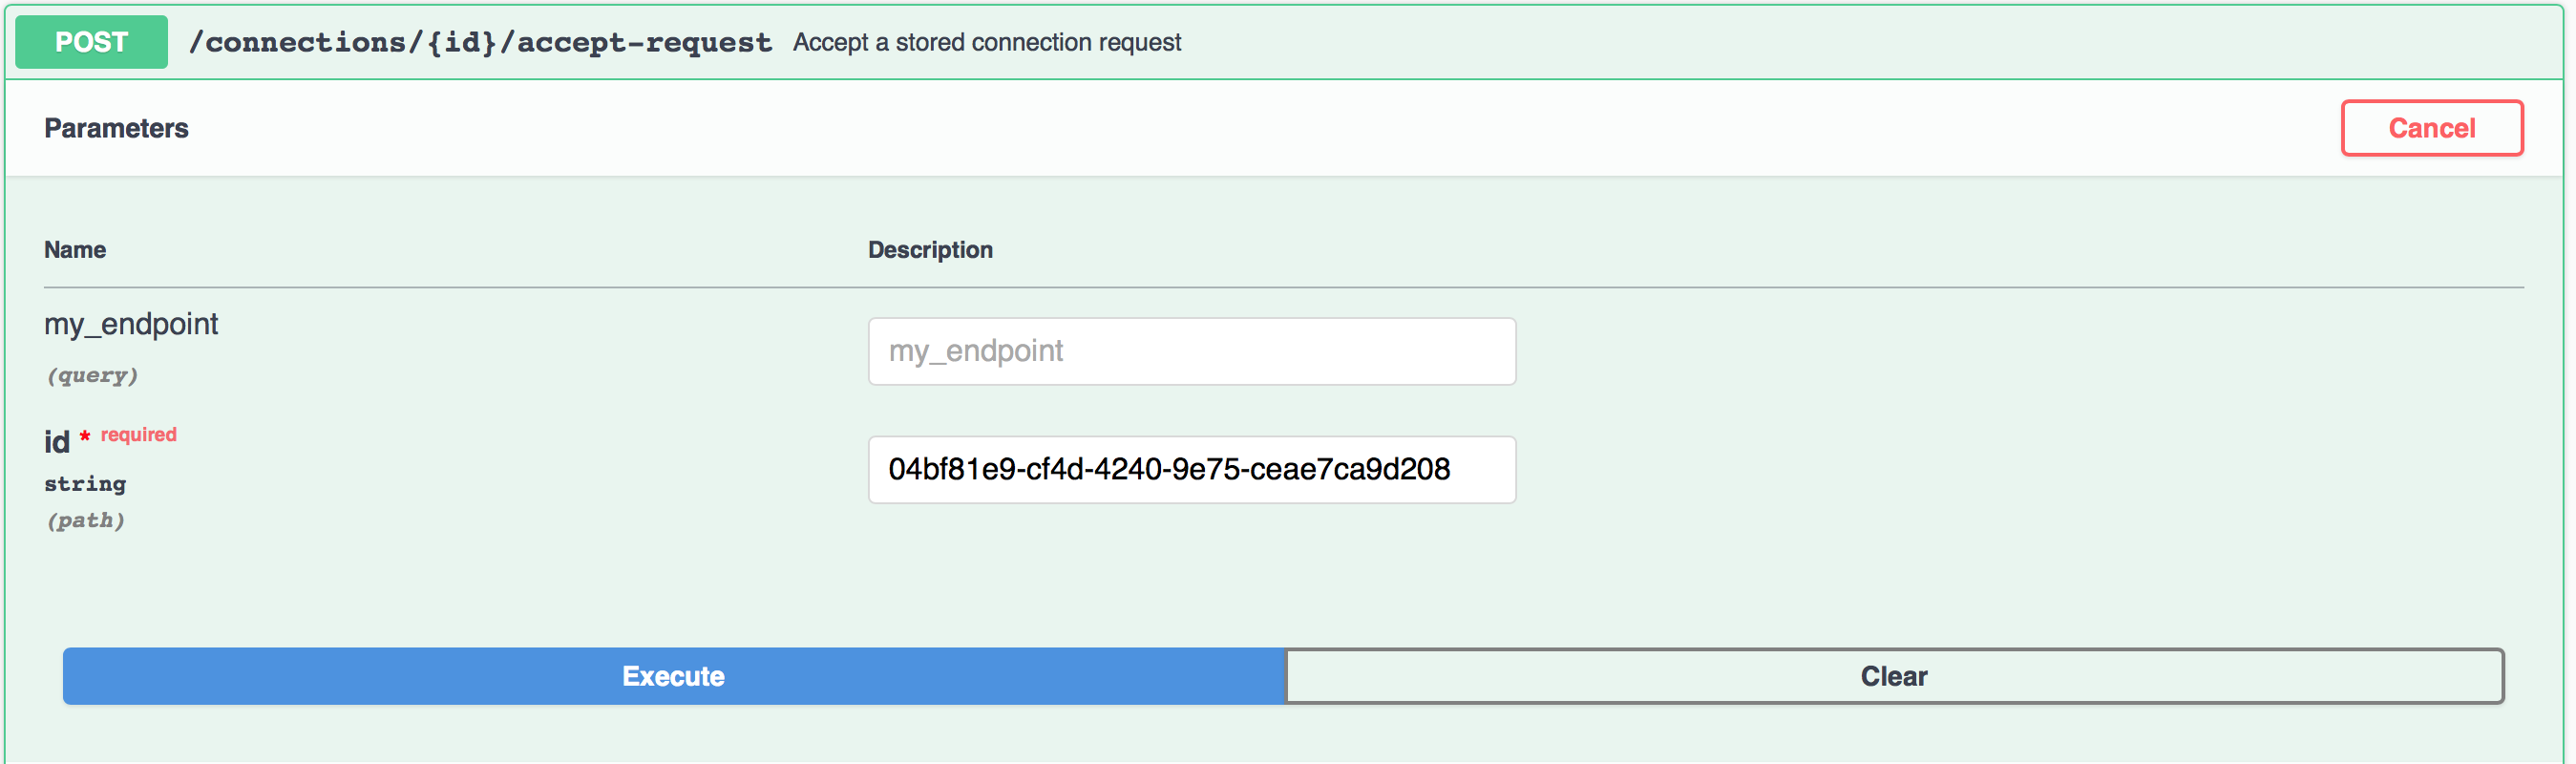 POST /connections/{id}/accept-request Accept a stored connection request
Parameters Cancel
Name Description
my_endpoint
(query)
my_endpoint
id * required
string
(path)
04bf81e9-cf4d-4240-9e75-ceae7ca9d208
Execute Clear